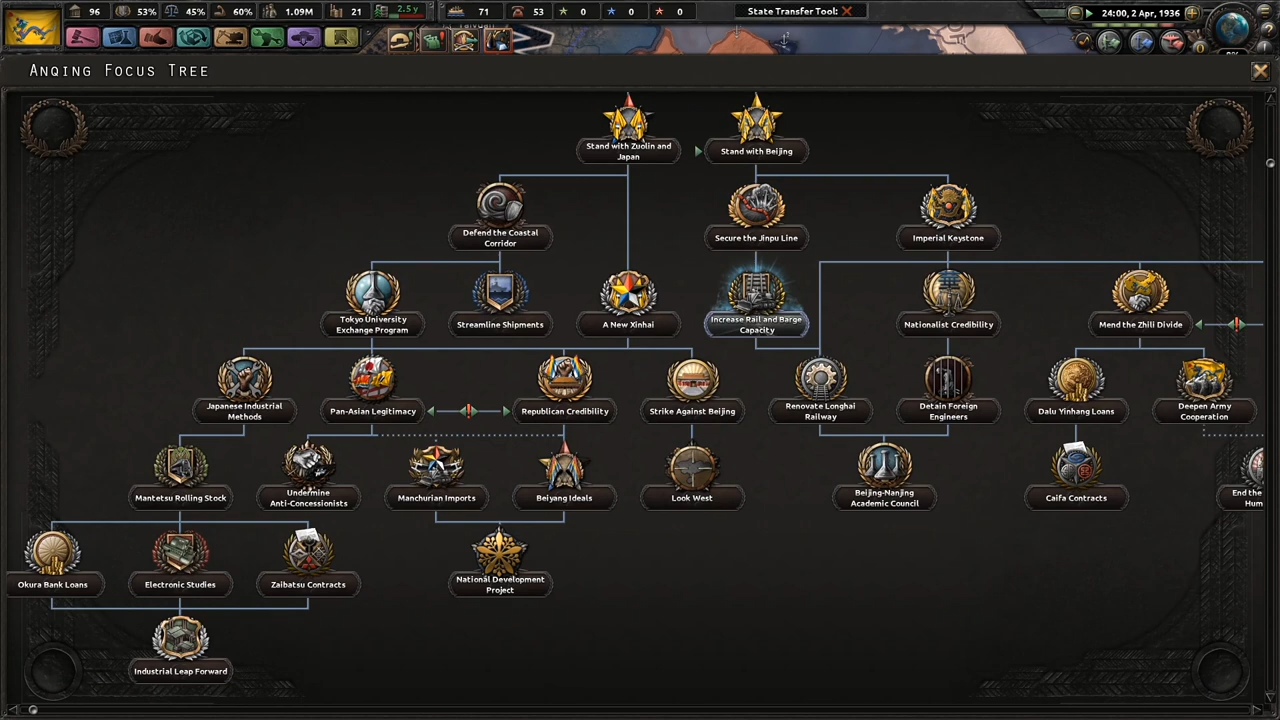 96 53% 45% 60% 1.09M 21 2.5 y 71 53 0 0 0 State Transfer Tool: 24:00, 2 Apr, 1936
Anqing Focus Tree
Stand with Zuolin and
Japan
Stand with Beijing
Defend the Coastal
Corridor
Secure the Jinpu Line
Imperial Keystone
Tokyo University
Exchange Program
Streamline Shipments
A New Xinhai
Increase Rail and Barge
Capacity
Nationalist Credibility
Mend the Zhili Divide
Japanese Industrial
Methods
Pan-Asian Legitimacy
Republican Credibility
Strike Against Beijing
Renovate Longhai
Railway
Detain Foreign
Engineers
Dalu Yinhang Loans
Deepen Army
Cooperation
Mantetsu Rolling Stock
Undermine
Anti-Concessionists
Manchurian Imports
Beiyang Ideals
Look West
Beijing-Nanjing
Academic Council
Caifa Contracts
End the
Hum
Okura Bank Loans
Electronic Studies
Zaibatsu Contracts
National Development
Project
Industrial Leap Forward